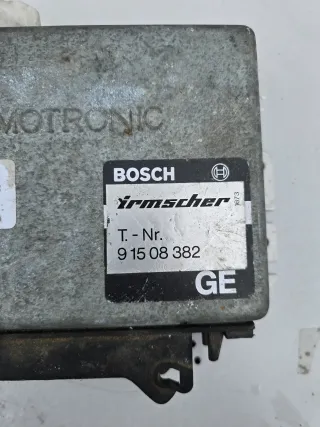 MOTRONIC
BOSCH
irmscher
T.-Nr.
9 15 08 382
GE